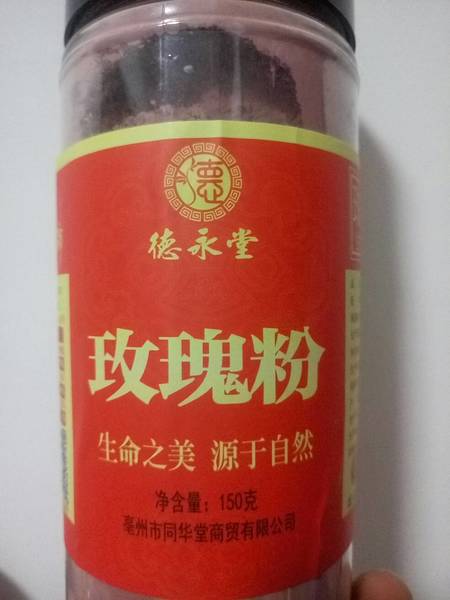 德
德永堂
玫瑰粉
生命之美 源于自然
净含量：150克
亳州市同华堂商贸有限公司